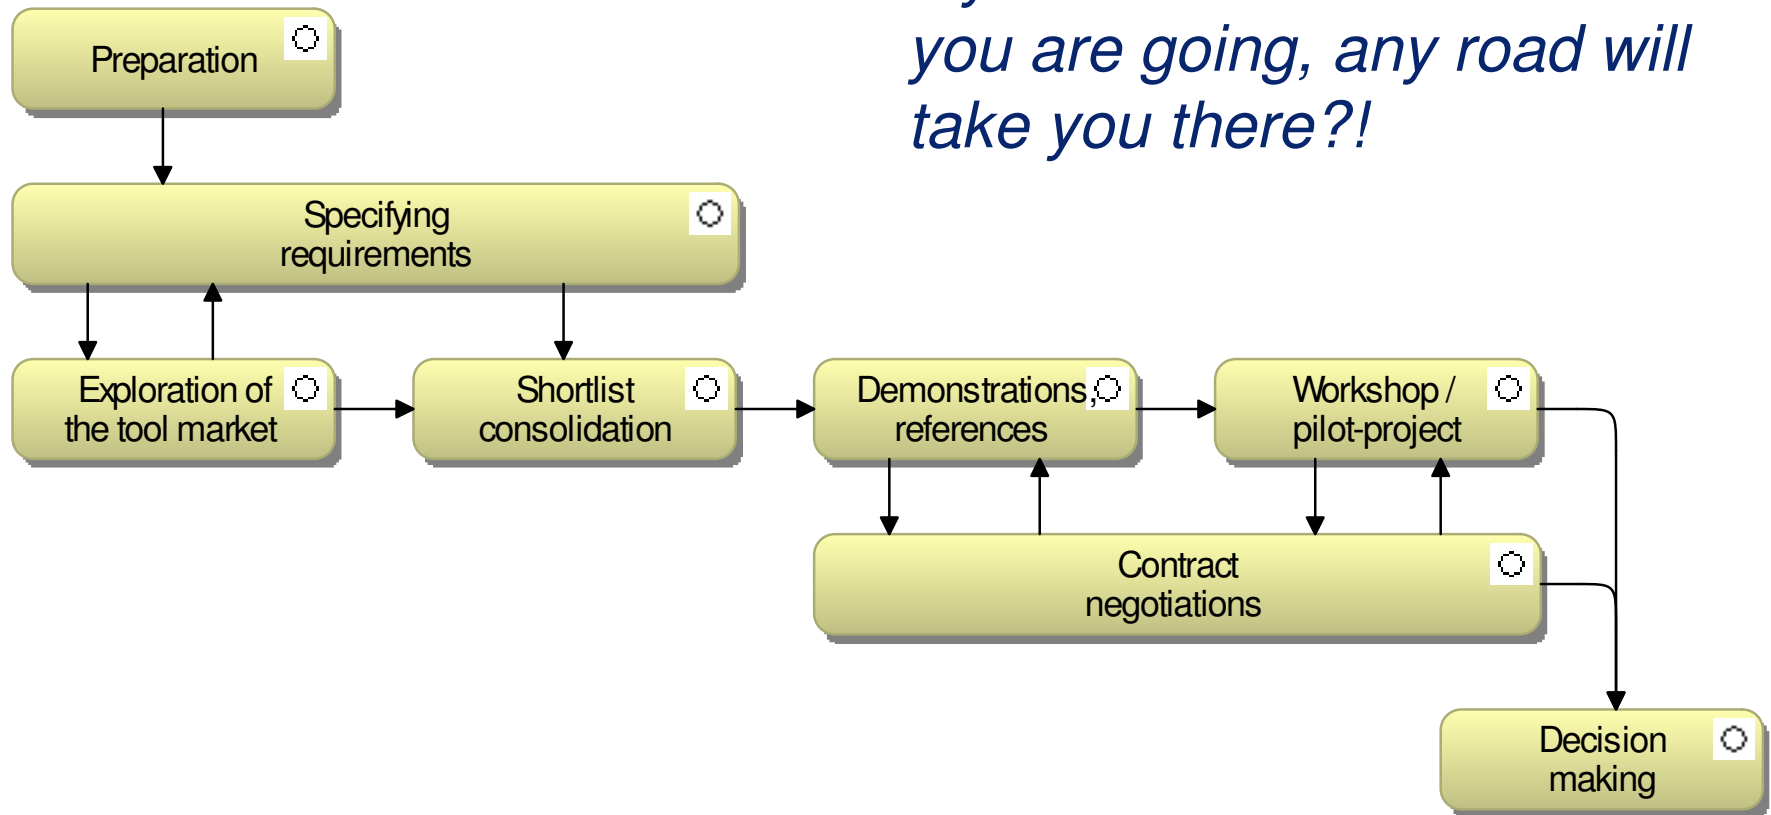 you are going, any road will
take you there?!
Preparation
Specifying
requirements
Exploration of
the tool market
Shortlist
consolidation
Demonstrations,
references
Workshop /
pilot-project
Contract
negotiations
Decision
making